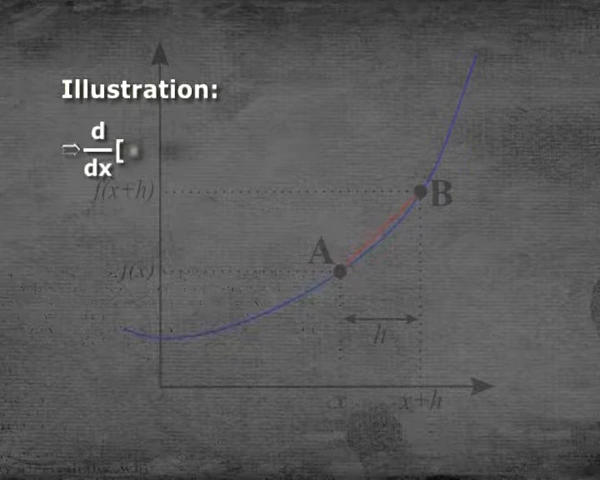 Illustration:
⇒ d
dx [
f(x+h)
B
A
f(x)
h
x
x+h